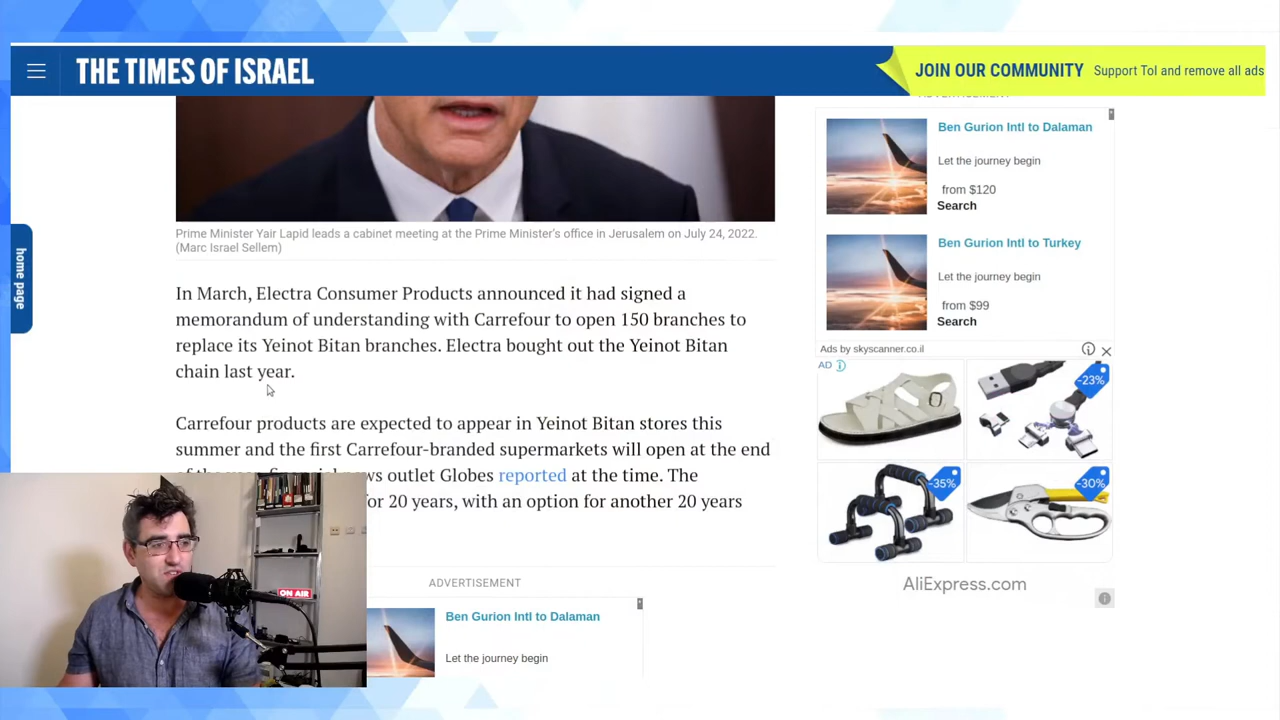 THE TIMES OF ISRAEL
JOIN OUR COMMUNITY Support ToI and remove all ads
home page
Prime Minister Yair Lapid leads a cabinet meeting at the Prime Minister's office in Jerusalem on July 24, 2022.
(Marc Israel Sellem)
In March, Electra Consumer Products announced it had signed a
memorandum of understanding with Carrefour to open 150 branches to
replace its Yeinot Bitan branches. Electra bought out the Yeinot Bitan
chain last year.
Carrefour products are expected to appear in Yeinot Bitan stores this
summer and the first Carrefour-branded supermarkets will open at the end
news outlet Globes reported at the time. The
for 20 years, with an option for another 20 years
ADVERTISEMENT
Ben Gurion Intl to Dalaman
Let the journey begin
ON AIR
ADVERTISEMENT
Ben Gurion Intl to Dalaman
Let the journey begin
from $120
Search
Ben Gurion Intl to Turkey
Let the journey begin
from $99
Search
Ads by skyscanner.co.il
AD
-23%
-35%
-30%
AliExpress.com